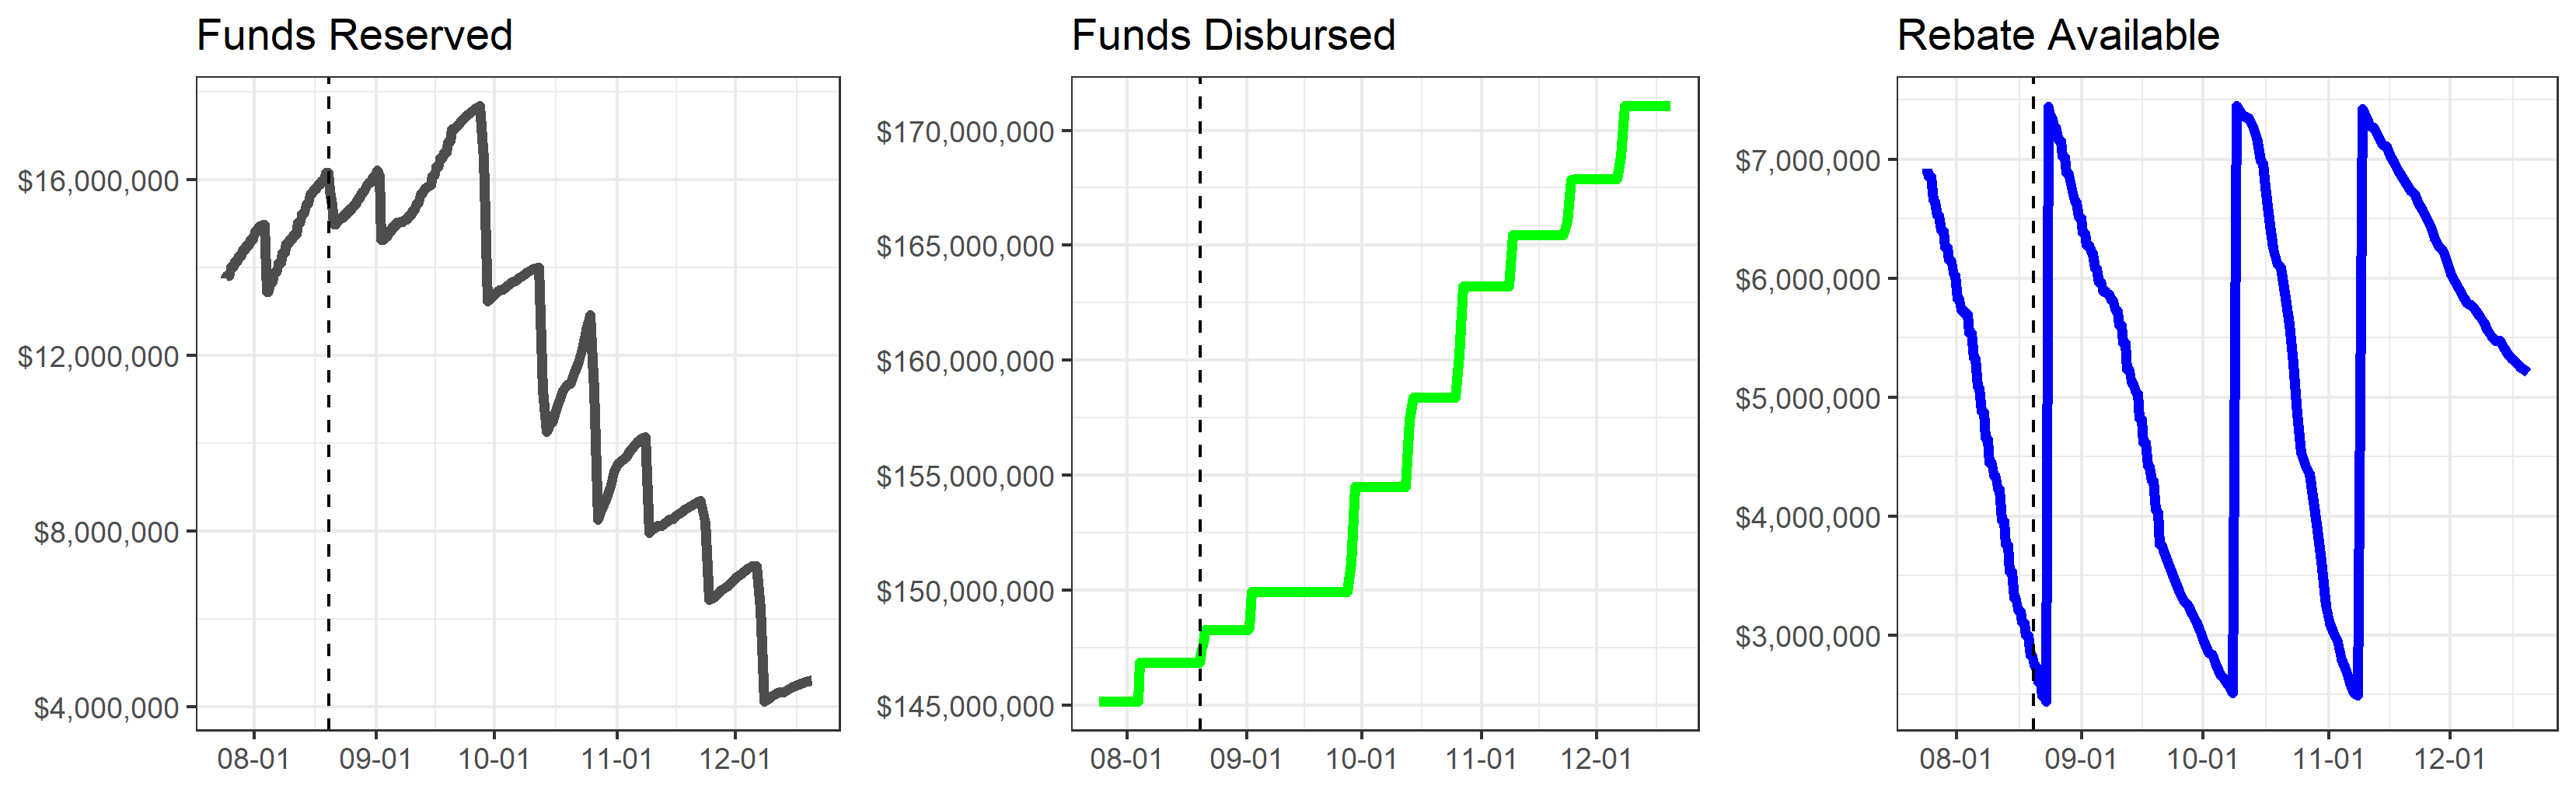 Funds Reserved
$16,000,000
$12,000,000
$8,000,000
$4,000,000
08-01 09-01 10-01 11-01 12-01
Funds Disbursed
$170,000,000
$165,000,000
$160,000,000
$155,000,000
$150,000,000
$145,000,000
08-01 09-01 10-01 11-01 12-01
Rebate Available
$7,000,000
$6,000,000
$5,000,000
$4,000,000
$3,000,000
08-01 09-01 10-01 11-01 12-01